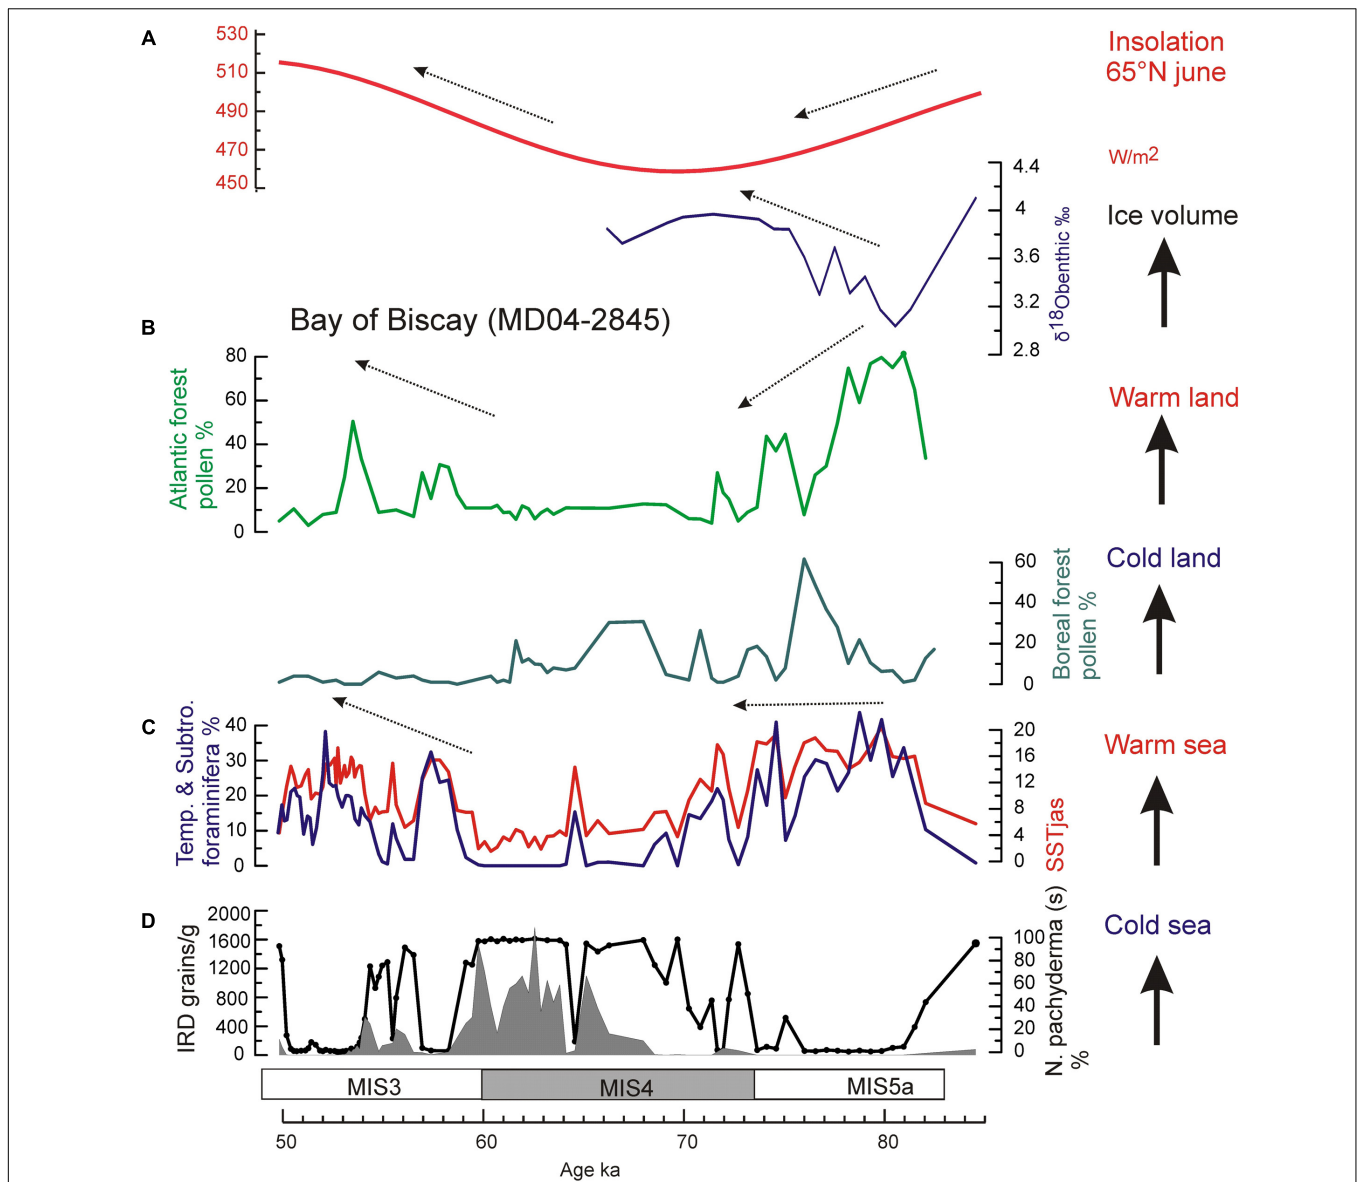 A
530
510
490
470
450
Insolation
65°N june
W/m2
4.4
4
3.6
3.2
2.8
δ18Obenthic ‰
Ice volume
Bay of Biscay (MD04-2845)
B
80
60
40
20
0
Atlantic forest
pollen %
Warm land
60
40
20
0
Boreal forest
pollen %
Cold land
C
40
30
20
10
0
Temp. & Subtro.
foraminifera %
20
16
12
8
4
0
SSTjas
Warm sea
D
2000
1600
1200
800
400
0
IRD grains/g
100
80
60
40
20
0
N. pachyderma (s)
%
Cold sea
MIS3 MIS4 MIS5a
50 60 70 80
Age ka